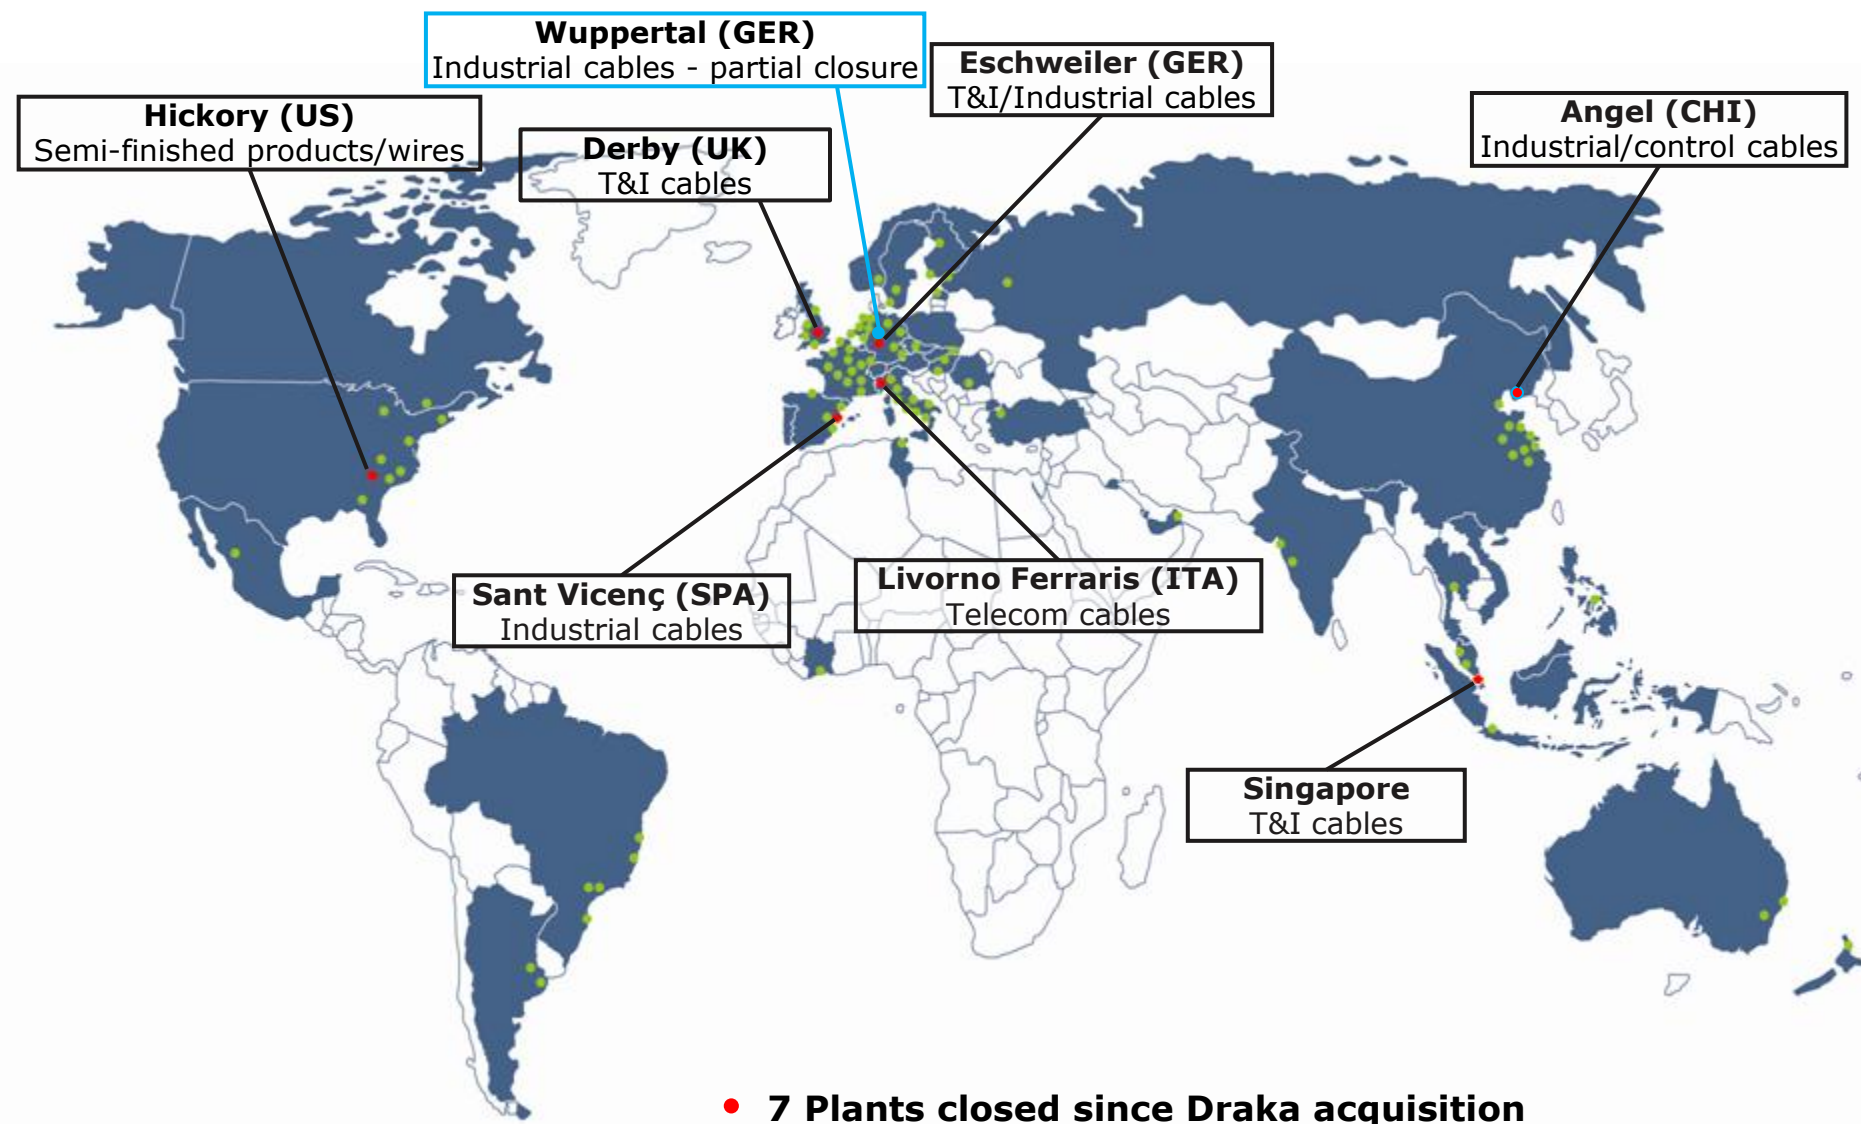 Wuppertal (GER)
Industrial cables - partial closure
Eschweiler (GER)
T&I/Industrial cables
Hickory (US)
Semi-finished products/wires
Derby (UK)
T&I cables
Angel (CHI)
Industrial/control cables
Sant Vicenç (SPA)
Industrial cables
Livorno Ferraris (ITA)
Telecom cables
Singapore
T&I cables
7 Plants closed since Draka acquisition